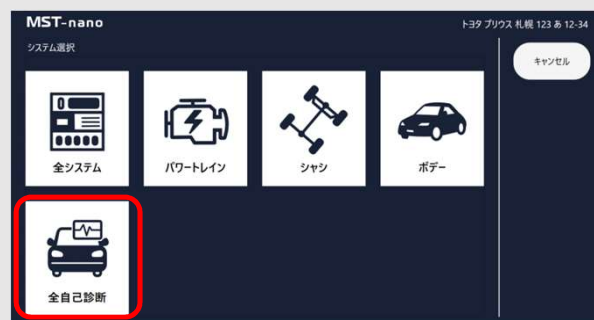 MST-nano
トヨタ プリウス 札幌 123 あ 12-34
システム選択
キャンセル
全システム
パワートレイン
シャシ
ボデー
全自己診断